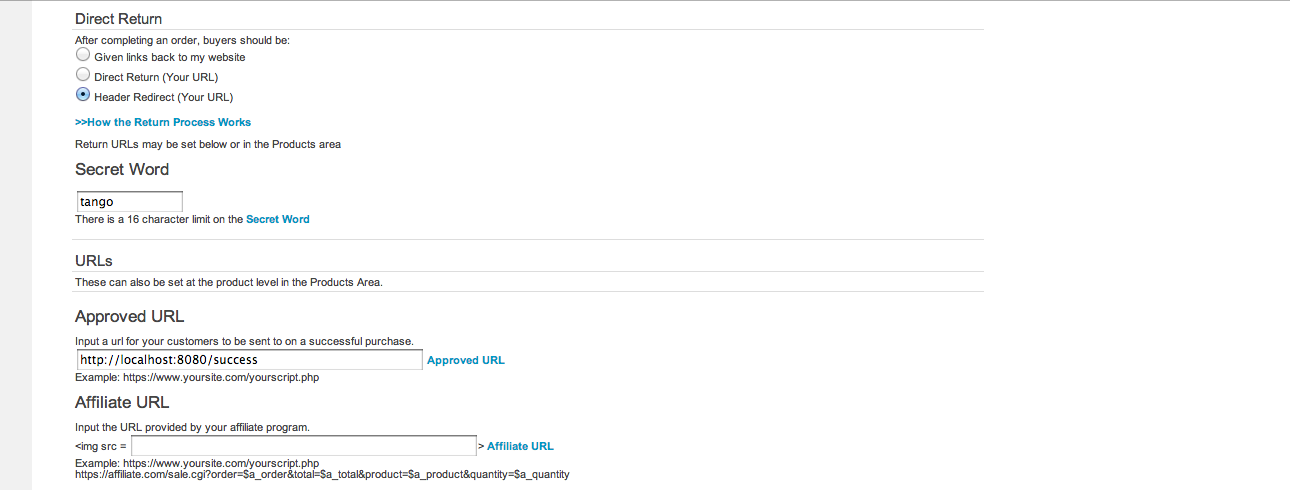 Direct Return
After completing an order, buyers should be:
Given links back to my website
Direct Return (Your URL)
Header Redirect (Your URL)
>>How the Return Process Works
Return URLs may be set below or in the Products area
Secret Word
tango
There is a 16 character limit on the Secret Word
URLs
These can also be set at the product level in the Products Area.
Approved URL
Input a url for your customers to be sent to on a successful purchase.
http://localhost:8080/success Approved URL
Example: https://www.yoursite.com/yourscript.php
Affiliate URL
Input the URL provided by your affiliate program.
<img src = > Affiliate URL
Example: https://www.yoursite.com/yourscript.php
https://affiliate.com/sale.cgi?order=$a_order&total=$a_total&product=$a_product&quantity=$a_quantity